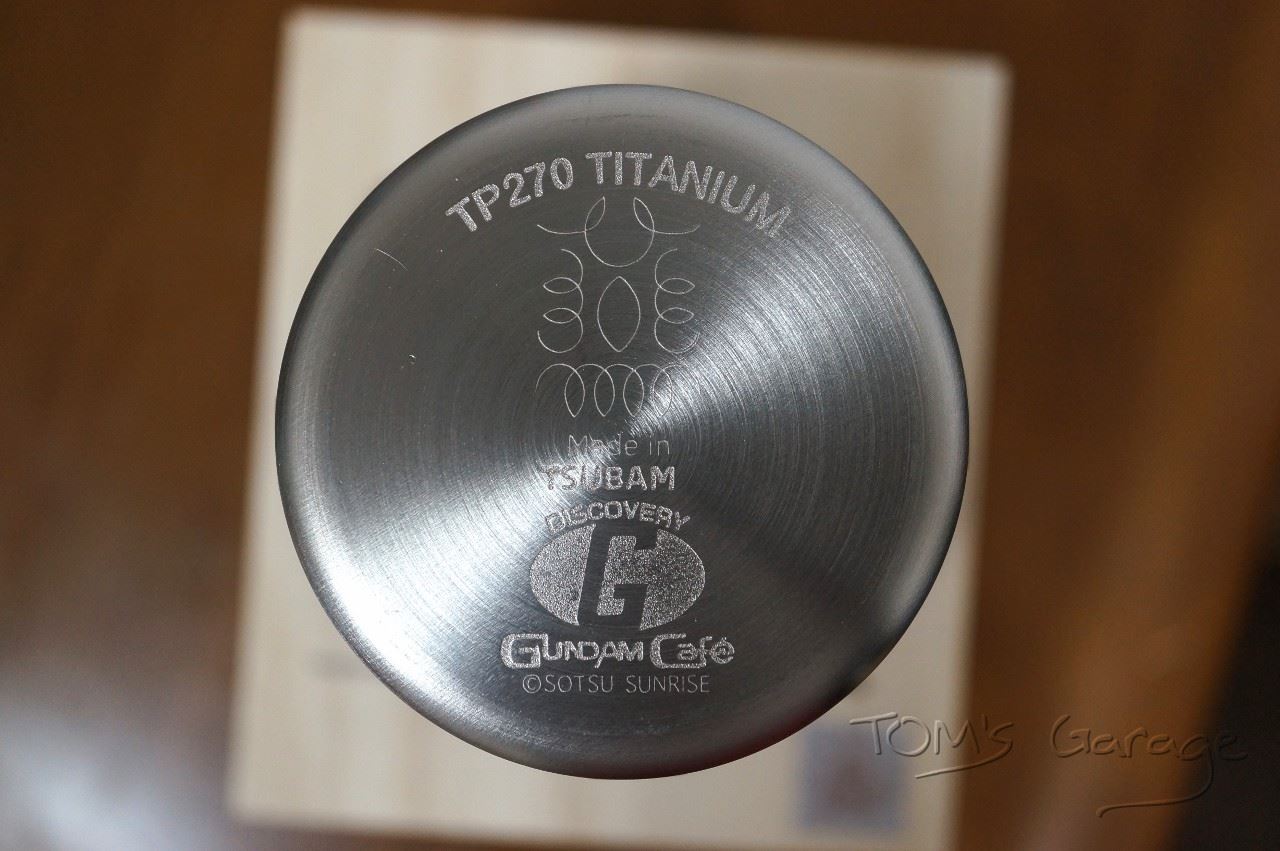 TP270 TITANIUM
Made in
TSUBAM
DISCOVERY
G
GUNDAM Café
©SOTSU SUNRISE
TOM's Garage